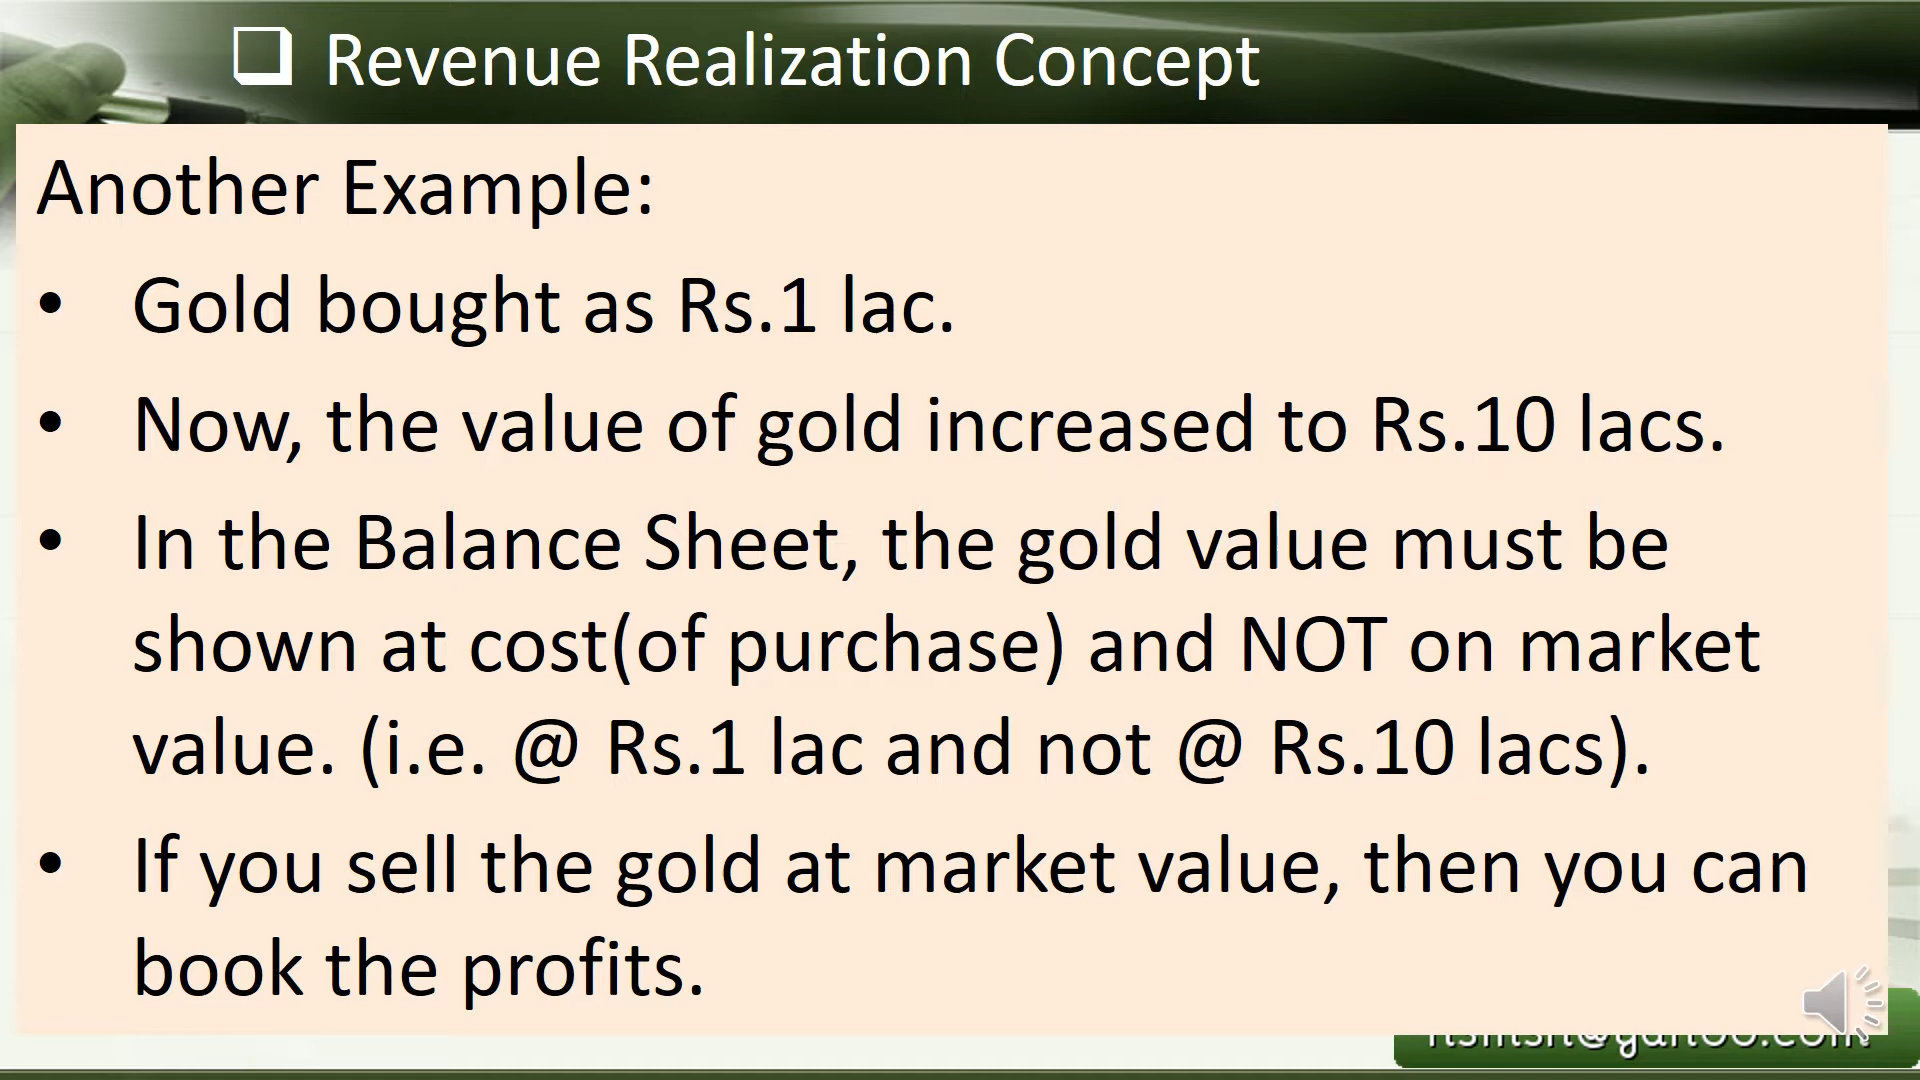 Revenue Realization Concept
Another Example:
• Gold bought as Rs.1 lac.
• Now, the value of gold increased to Rs.10 lacs.
• In the Balance Sheet, the gold value must be
shown at cost(of purchase) and NOT on market
value. (i.e. @ Rs.1 lac and not @ Rs.10 lacs).
• If you sell the gold at market value, then you can
book the profits.